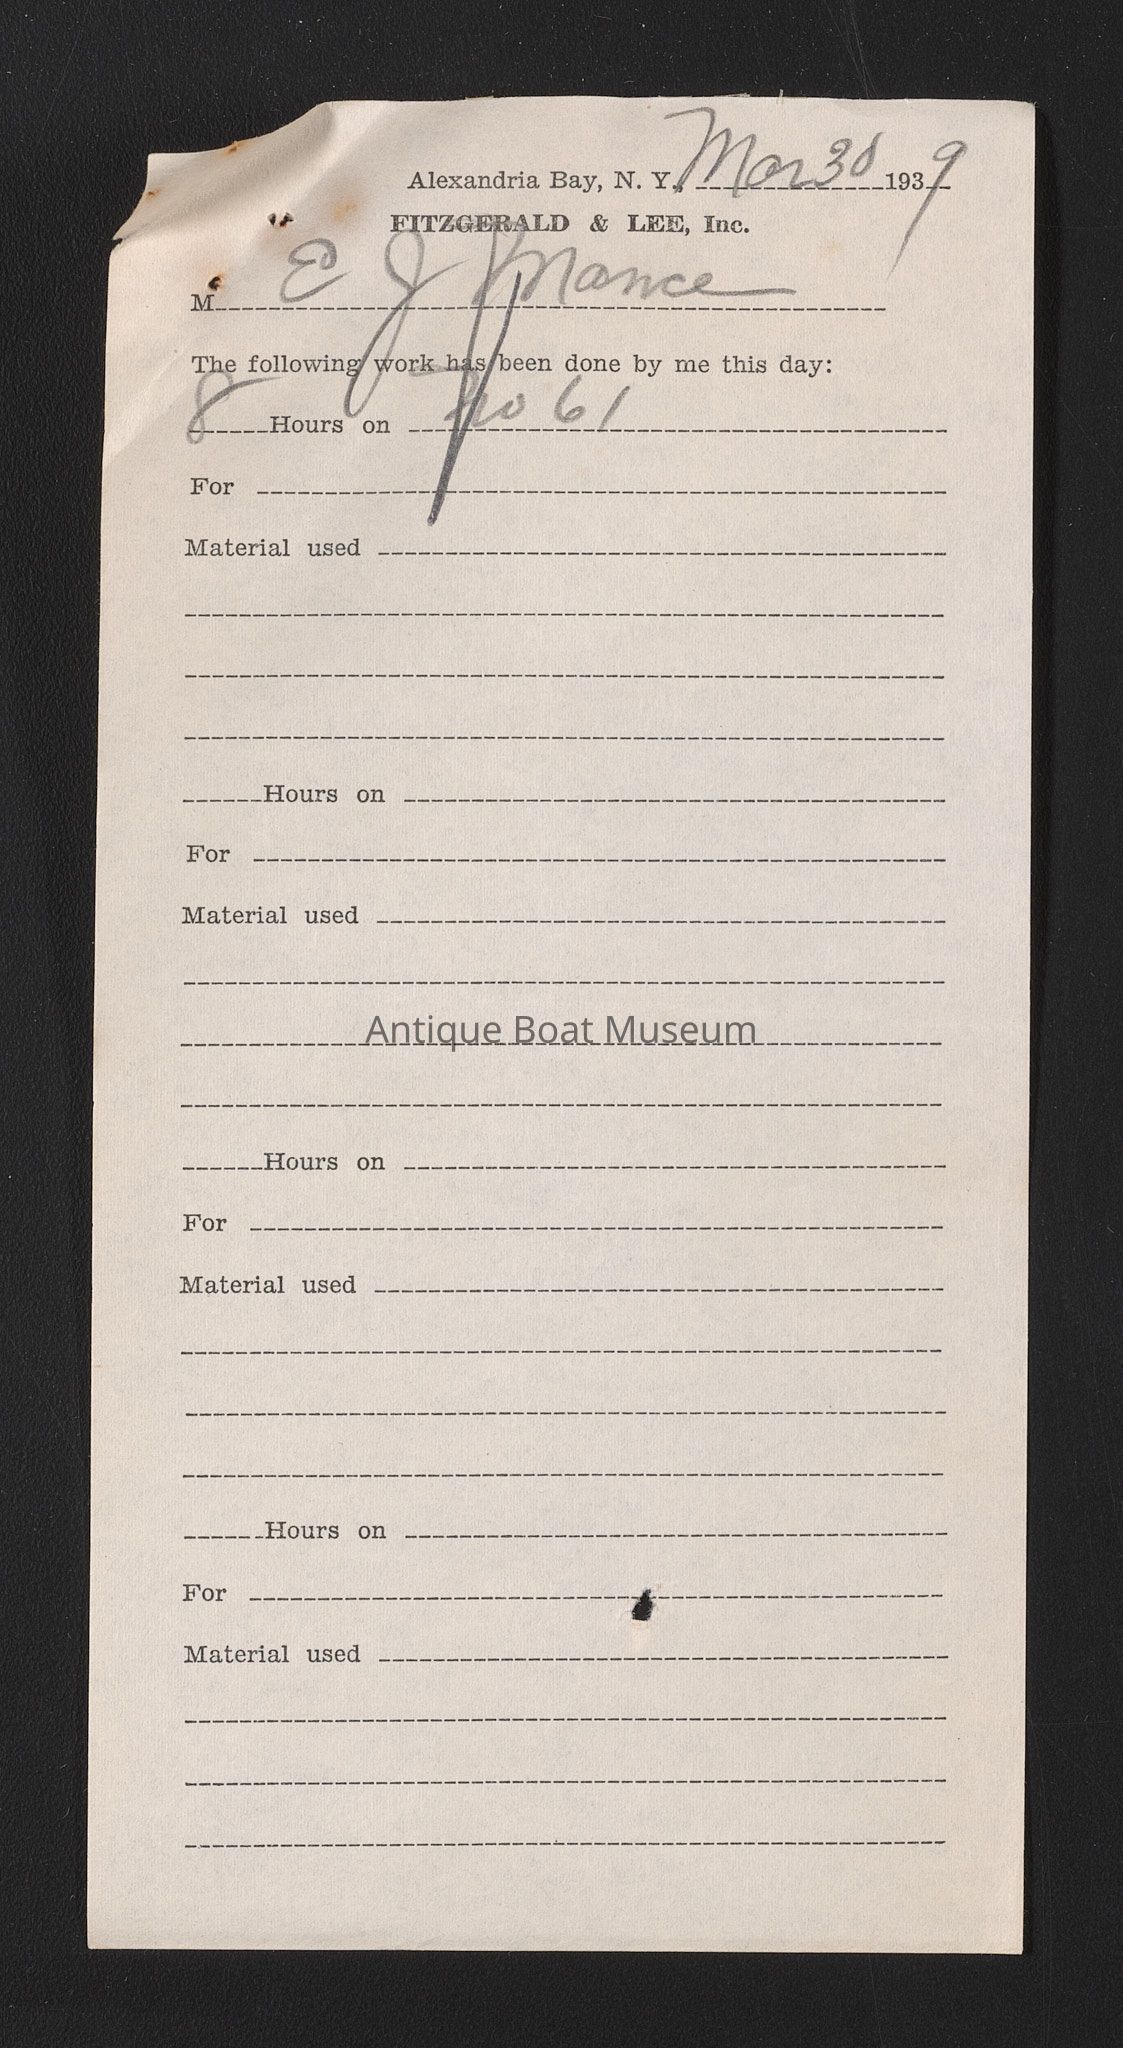 Alexandria Bay, N. Y., Mar 30 1939
FITZGERALD & LEE, Inc.
M E J Mance
The following work has been done by me this day:
8 Hours on no 61
For
Material used
Hours on
For
Material used
Antique Boat Museum
Hours on
For
Material used
Hours on
For
Material used